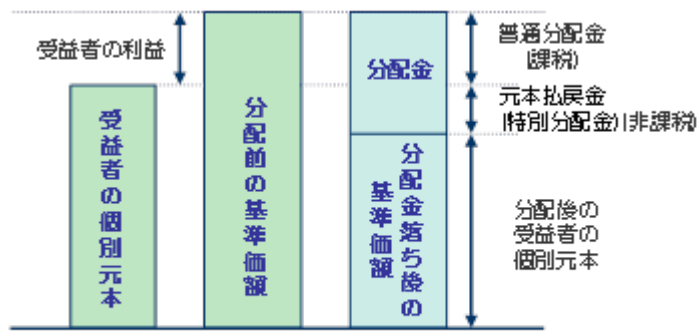 受益者の利益
受益者の個別元本
分配前の基準価額
分配金
分配金落ち後の
基準価額
普通分配金
(課税)
元本払戻金
(特別分配金)(非課税)
分配後の
受益者の
個別元本